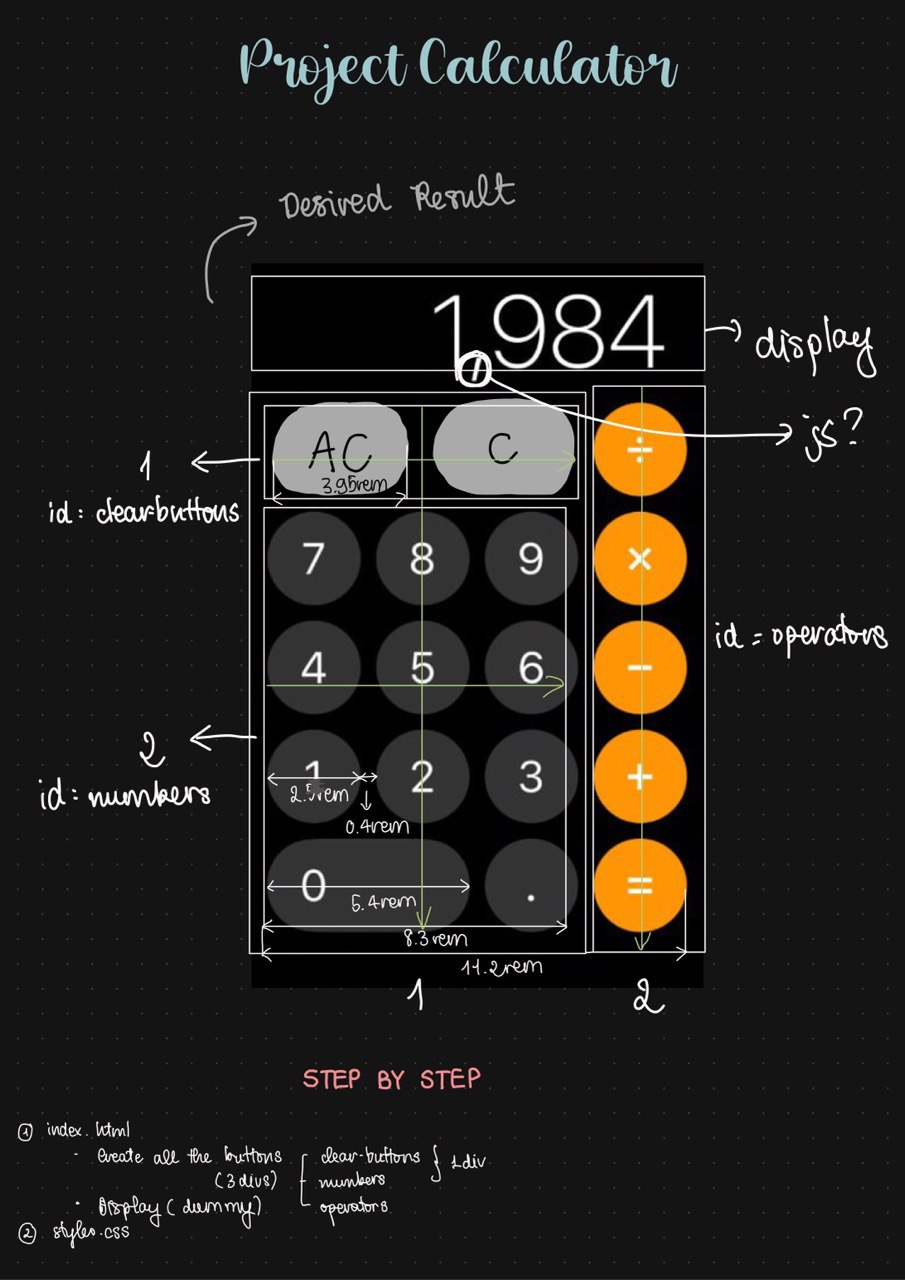 Project Calculator
Desired Result
1,984
display
js?
AC
C
÷
3.95rem
1
id: clearbuttons
7 8 9 ×
4 5 6 −
id = operators
2
id: numbers
1 2 3 +
2.5rem
0.4rem
0 . =
5.4rem
8.3rem
11.2rem
1 2
STEP BY STEP
① index.html
· Create all the buttons
(3 divs)
clear-buttons
numbers
operators
1 div
· Display (dummy)
② styles.css